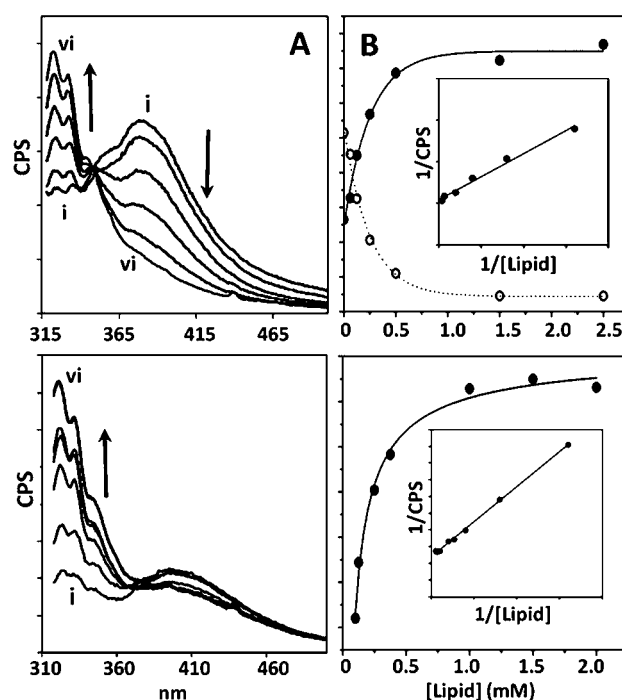 A
B
vi
i
i
vi
CPS
1/CPS
1/[Lipid]
315 365 415 465
0 0.5 1.0 1.5 2.0 2.5
vi
i
CPS
1/CPS
1/[Lipid]
310 360 410 460
0 0.5 1.0 1.5 2.0
nm
[Lipid] (mM)